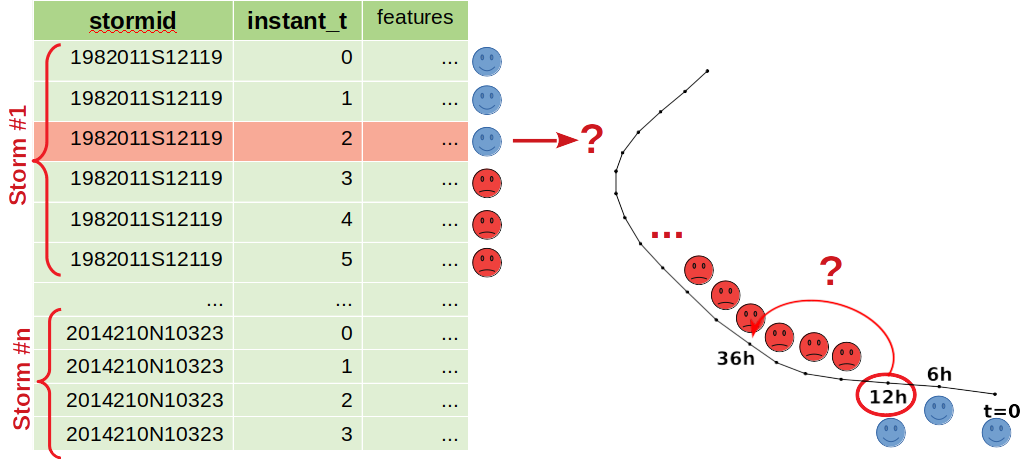 stormid instant_t features
Storm #1
1982011S12119 0 ...
1982011S12119 1 ...
1982011S12119 2 ...
?
1982011S12119 3 ...
1982011S12119 4 ...
1982011S12119 5 ...
... ... ...
Storm #n
2014210N10323 0 ...
2014210N10323 1 ...
2014210N10323 2 ...
2014210N10323 3 ...
...
?
36h
12h
6h
t=0